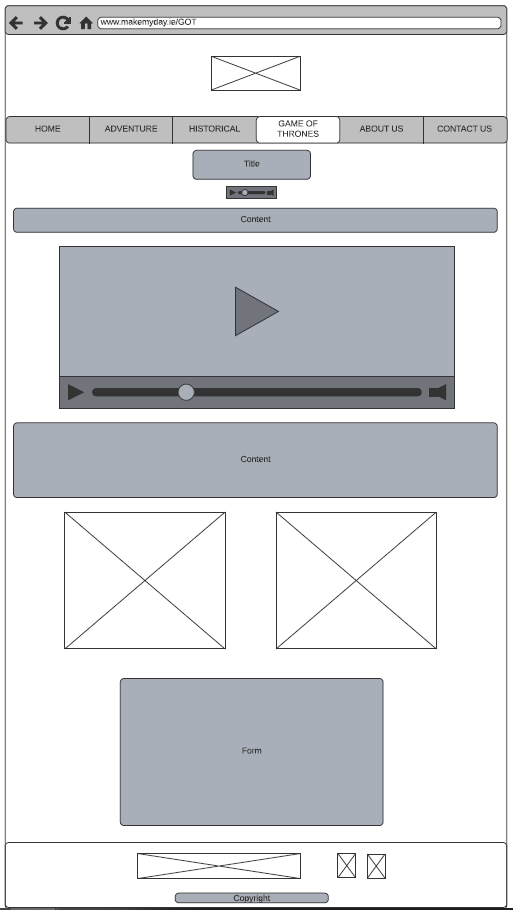 www.makemyday.ie/GOT
HOME
ADVENTURE
HISTORICAL
GAME OF
THRONES
ABOUT US
CONTACT US
Title
Content
Content
Form
Copyright